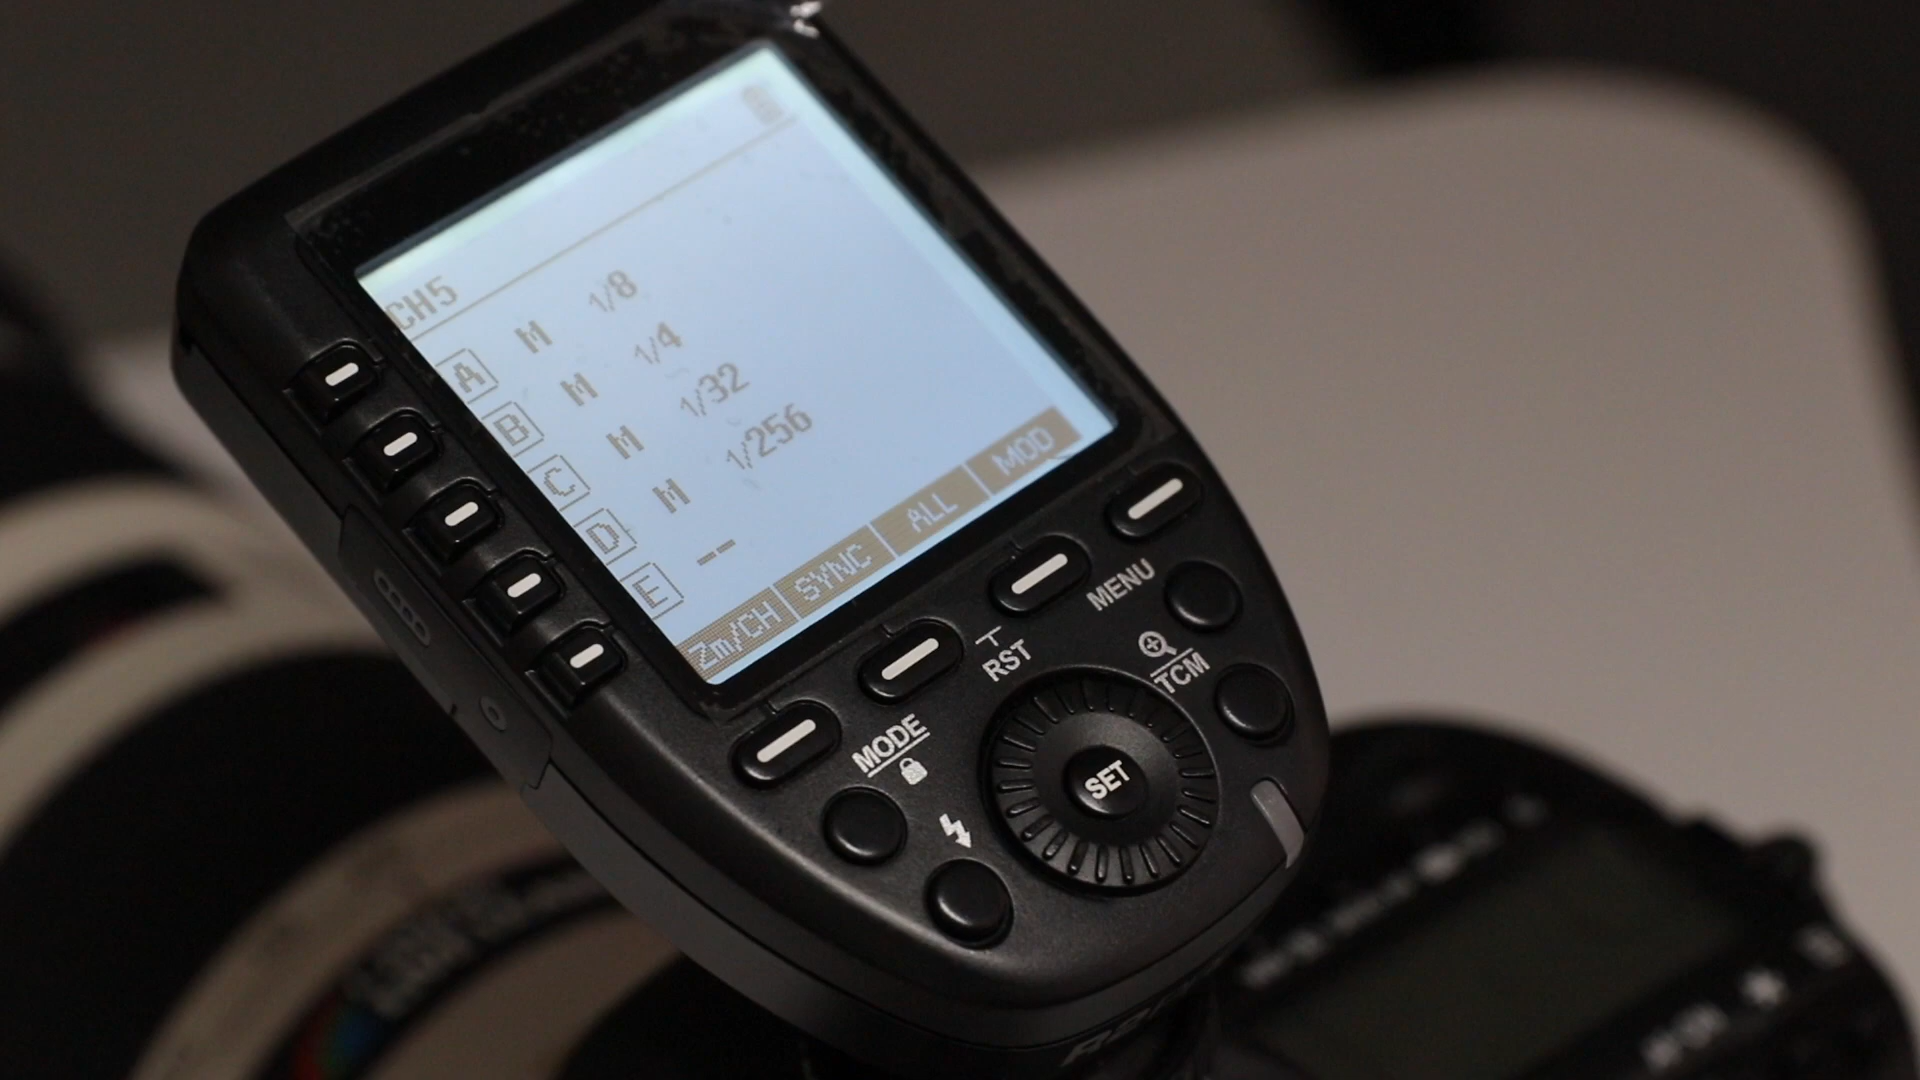 CH5
A M 1/8
B M 1/4
C M 1/32
D M 1/256
E --
Zm/CH SYNC ALL MOD
MENU
RST
TCM
MODE
SET